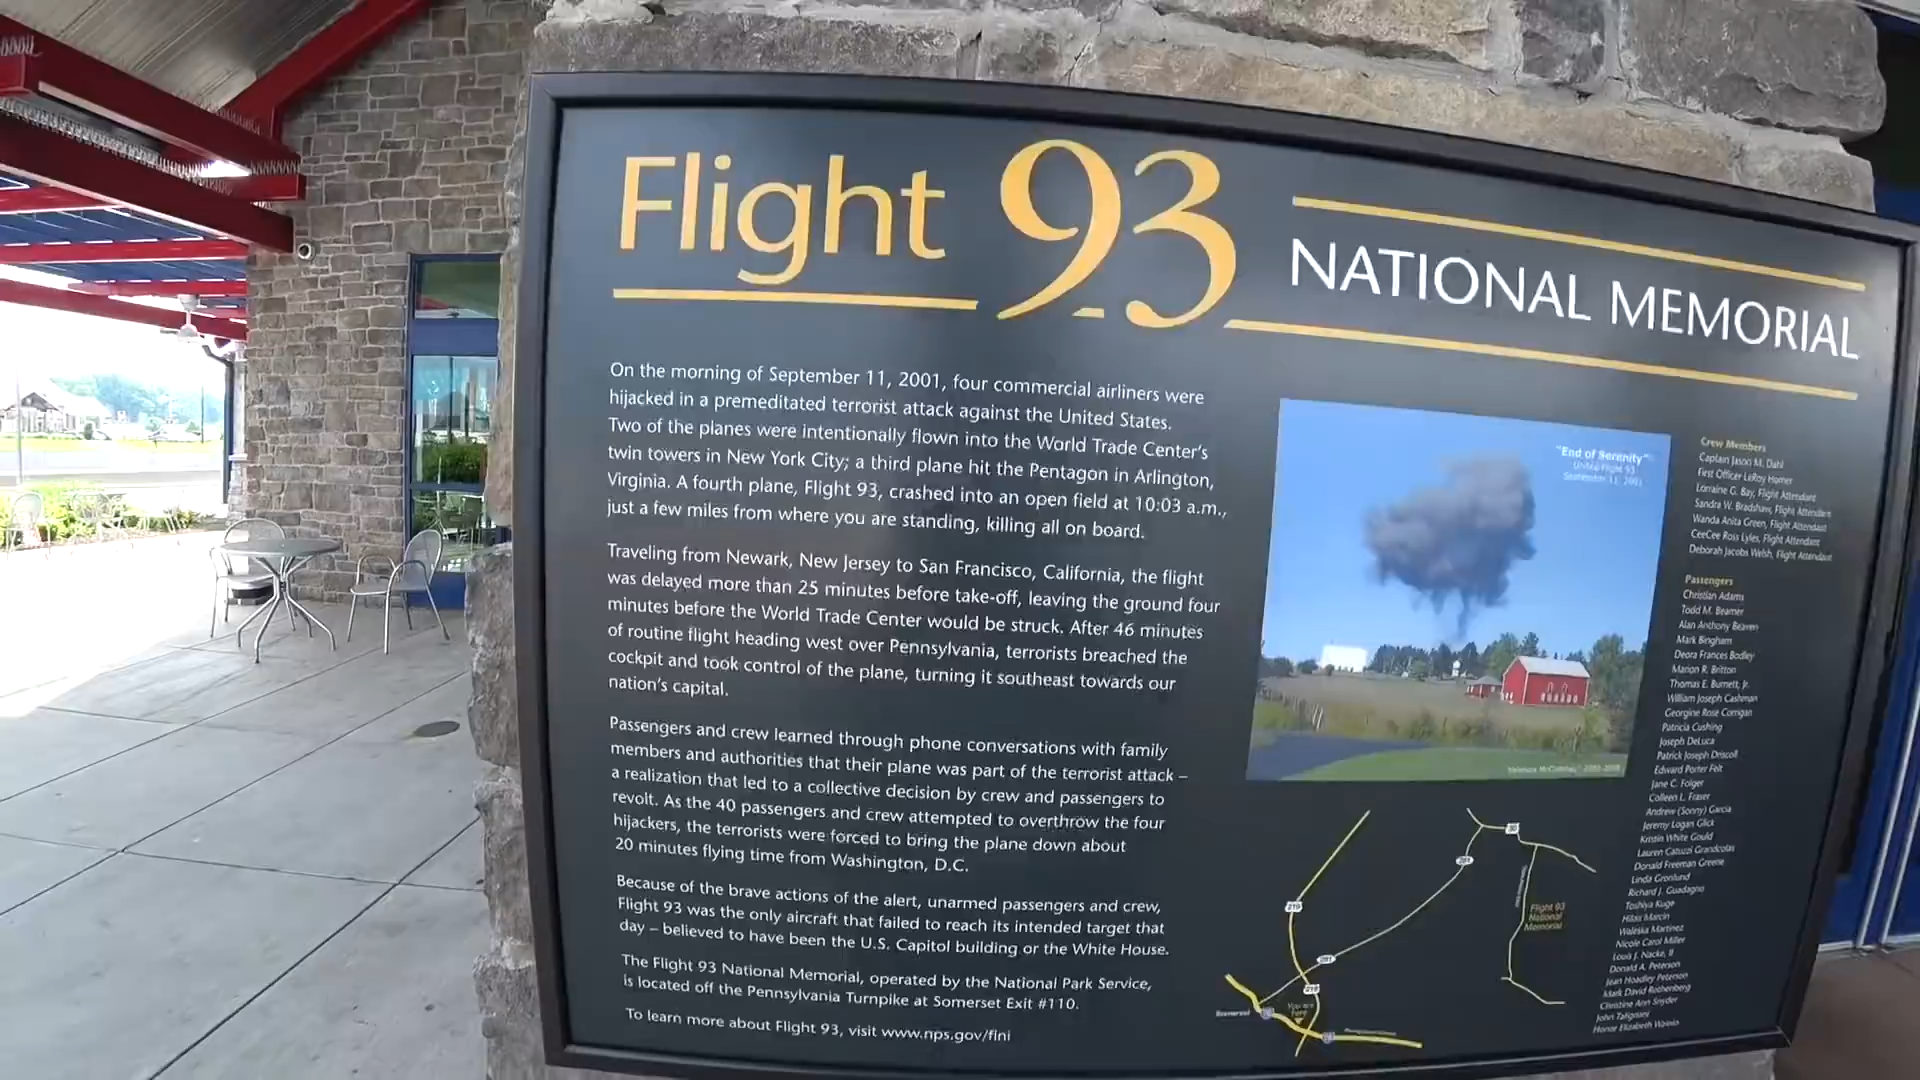 Flight 93
NATIONAL MEMORIAL
On the morning of September 11, 2001, four commercial airliners were
hijacked in a premeditated terrorist attack against the United States.
Two of the planes were intentionally flown into the World Trade Center's
twin towers in New York City; a third plane hit the Pentagon in Arlington,
Virginia. A fourth plane, Flight 93, crashed into an open field at 10:03 a.m.,
just a few miles from where you are standing, killing all on board.
Traveling from Newark, New Jersey to San Francisco, California, the flight
was delayed more than 25 minutes before take-off, leaving the ground four
minutes before the World Trade Center would be struck. After 46 minutes
of routine flight heading west over Pennsylvania, terrorists breached the
cockpit and took control of the plane, turning it southeast towards our
nation's capital.
Passengers and crew learned through phone conversations with family
members and authorities that their plane was part of the terrorist attack –
a realization that led to a collective decision by crew and passengers to
revolt. As the 40 passengers and crew attempted to overthrow the four
hijackers, the terrorists were forced to bring the plane down about
20 minutes flying time from Washington, D.C.
Because of the brave actions of the alert, unarmed passengers and crew,
Flight 93 was the only aircraft that failed to reach its intended target that
day – believed to have been the U.S. Capitol building or the White House.
The Flight 93 National Memorial, operated by the National Park Service,
is located off the Pennsylvania Turnpike at Somerset Exit #110.
To learn more about Flight 93, visit www.nps.gov/flni
"End of Serenity"
United Flight 93
September 11, 2001
Crew Members
Captain Jason M. Dahl
First Officer LeRoy Homer
Lorraine G. Bay, Flight Attendant
Sandra W. Bradshaw, Flight Attendant
Wanda Anita Green, Flight Attendant
CeeCee Ross Lyles, Flight Attendant
Deborah Jacobs Welsh, Flight Attendant
Passengers
Christian Adams
Todd M. Beamer
Alan Anthony Beaven
Mark Bingham
Deora Frances Bodley
Marion R. Britton
Thomas E. Burnett, Jr.
William Joseph Cashman
Georgine Rose Corrigan
Patricia Cushing
Joseph DeLuca
Patrick Joseph Driscoll
Edward Porter Felt
Jane C. Folger
Colleen L. Fraser
Andrew (Sonny) Garcia
Jeremy Logan Glick
Kristin White Gould
Lauren Catuzzi Grandcolas
Donald Freeman Greene
Linda Gronlund
Richard J. Guadagno
Toshiya Kuge
Hilda Marcin
Waleska Martinez
Nicole Carol Miller
Louis J. Nacke, II
Donald A. Peterson
Jean Hoadley Peterson
Mark David Rothenberg
Christine Ann Snyder
John Talignani
Honor Elizabeth Wainio
30
281
219
Flight 93
National
Memorial
281
219
You are
here
Somerset